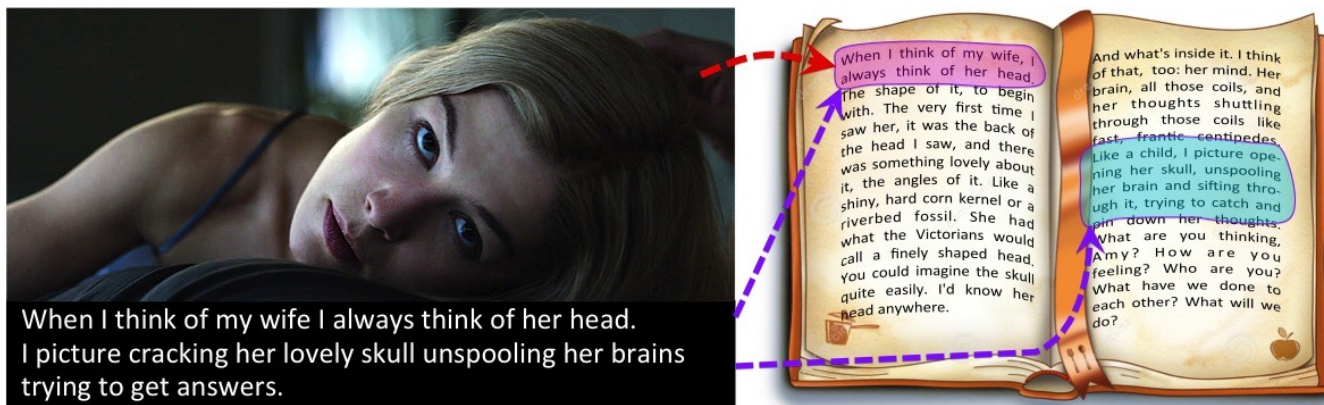 When I think of my wife I always think of her head.
I picture cracking her lovely skull unspooling her brains
trying to get answers.
When I think of my wife, I
always think of her head.
The shape of it, to begin
with. The very first time I
saw her, it was the back of
the head I saw, and there
was something lovely about
it, the angles of it. Like a
shiny, hard corn kernel or a
riverbed fossil. She had
what the Victorians would
call a finely shaped head.
You could imagine the skull
quite easily. I'd know her
head anywhere.
And what's inside it. I think
of that, too: her mind. Her
brain, all those coils, and
her thoughts shuttling
through those coils like
fast, frantic centipedes.
Like a child, I picture ope-
ning her skull, unspooling
her brain and sifting thro-
ugh it, trying to catch and
pin down her thoughts.
What are you thinking,
Amy? How are you
feeling? Who are you?
What have we done to
each other? What will we
do?